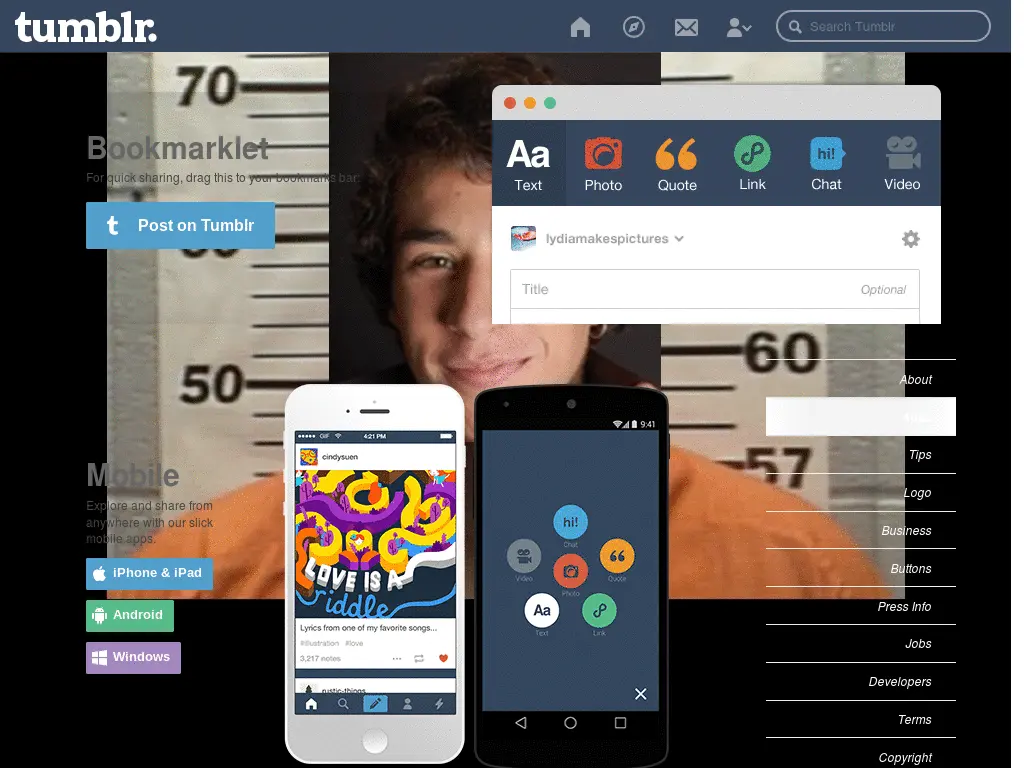 tumblr.
Search Tumblr
70
Bookmarklet
For quick sharing, drag this to your bookmarks bar:
Post on Tumblr
Aa
hi!
Text
Photo
Quote
Link
Chat
Video
lydiamakespictures
Title
Optional
60
50
57
About
Tips
Logo
Business
Buttons
Press Info
Jobs
Developers
Terms
Copyright
Mobile
Explore and share from
anywhere with our slick
mobile apps.
iPhone & iPad
Android
Windows
GIF
4:21 PM
cindysuen
LOVE IS A
riddle
Lyrics from one of my favorite songs...
#illustration #love
3,217 notes
rustic-things
9:41
hi!
Chat
Video
Quote
Photo
Aa
Text
Link